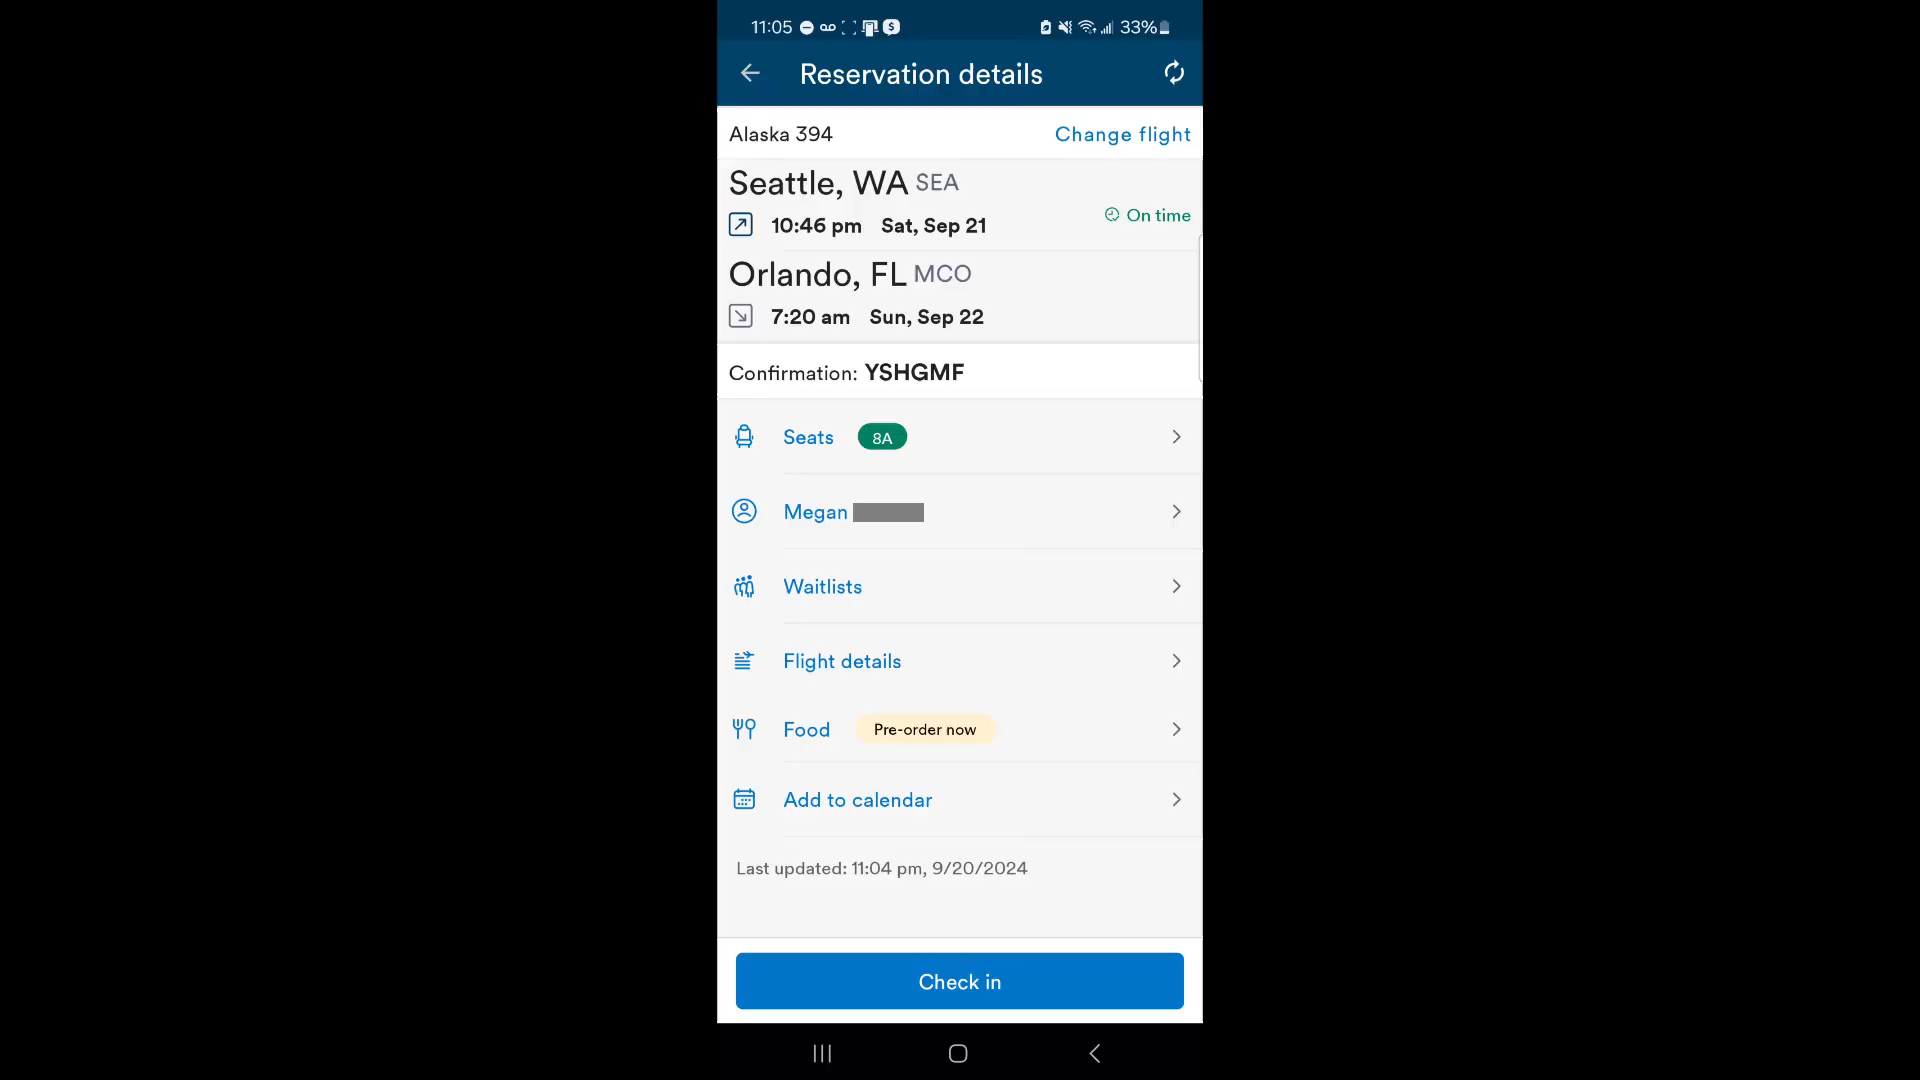 11:05 33%
Reservation details
Alaska 394 Change flight
Seattle, WA SEA
10:46 pm Sat, Sep 21 On time
Orlando, FL MCO
7:20 am Sun, Sep 22
Confirmation: YSHGMF
Seats 8A
Megan
Waitlists
Flight details
Food Pre-order now
Add to calendar
Last updated: 11:04 pm, 9/20/2024
Check in